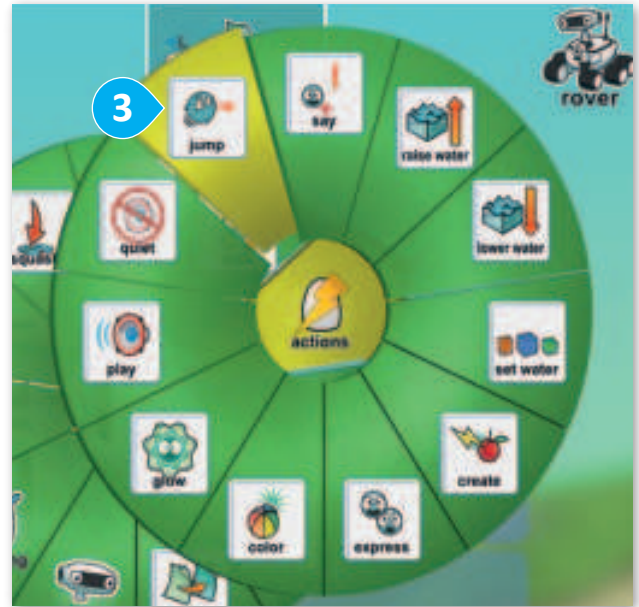 rover
3
jump
say
raise water
lower water
set water
create
express
color
glow
play
quiet
actions